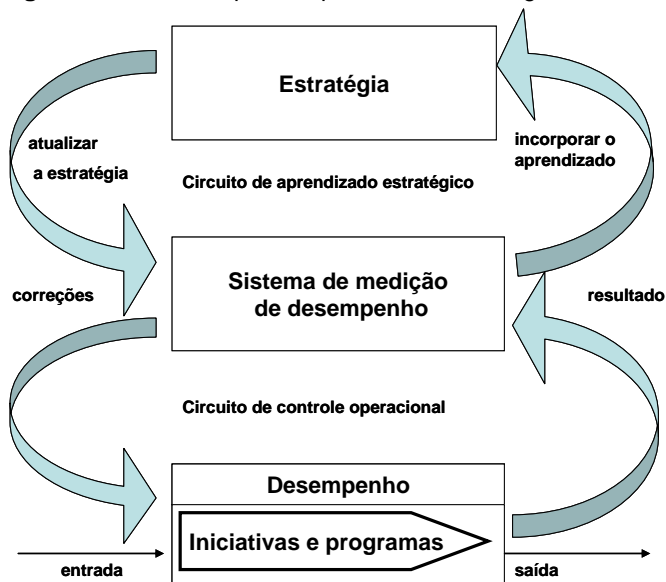 Estratégia
atualizar
a estratégia
incorporar o
aprendizado
Circuito de aprendizado estratégico
Sistema de medição
de desempenho
correções
resultado
Circuito de controle operacional
Desempenho
Iniciativas e programas
entrada
saída